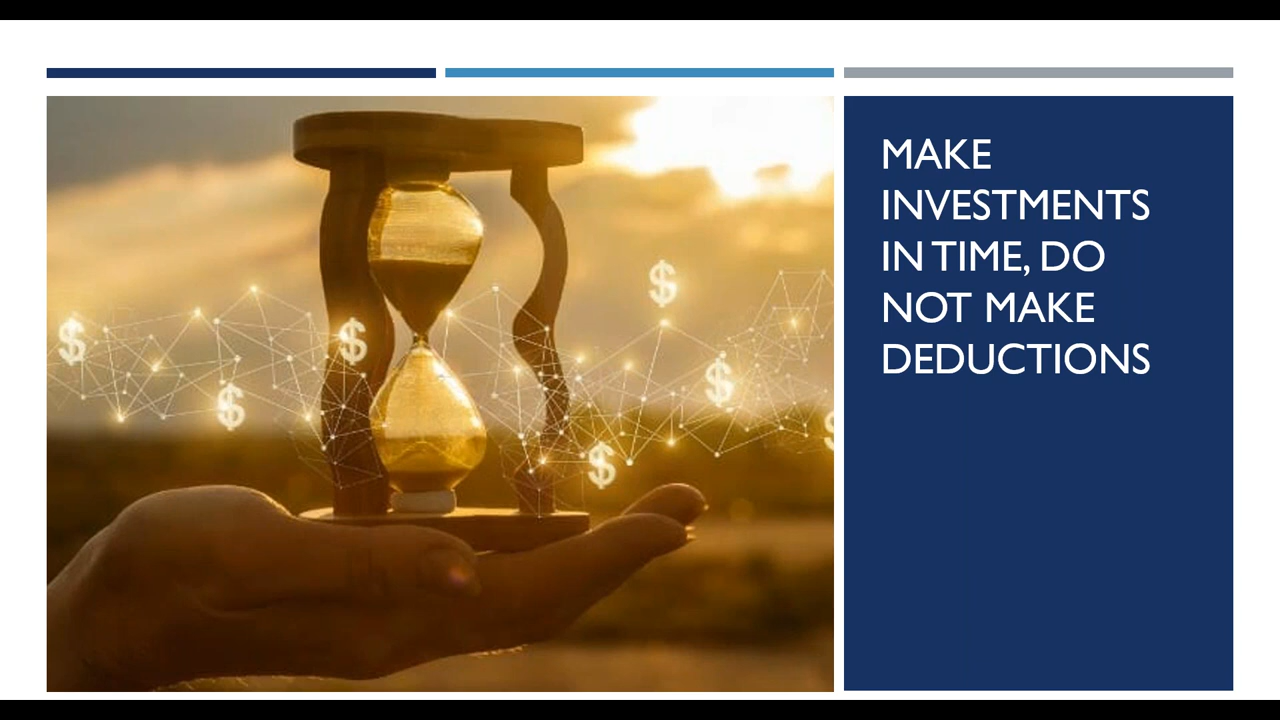 MAKE
INVESTMENTS
IN TIME, DO
NOT MAKE
DEDUCTIONS
$
$
$
$
$
$
$